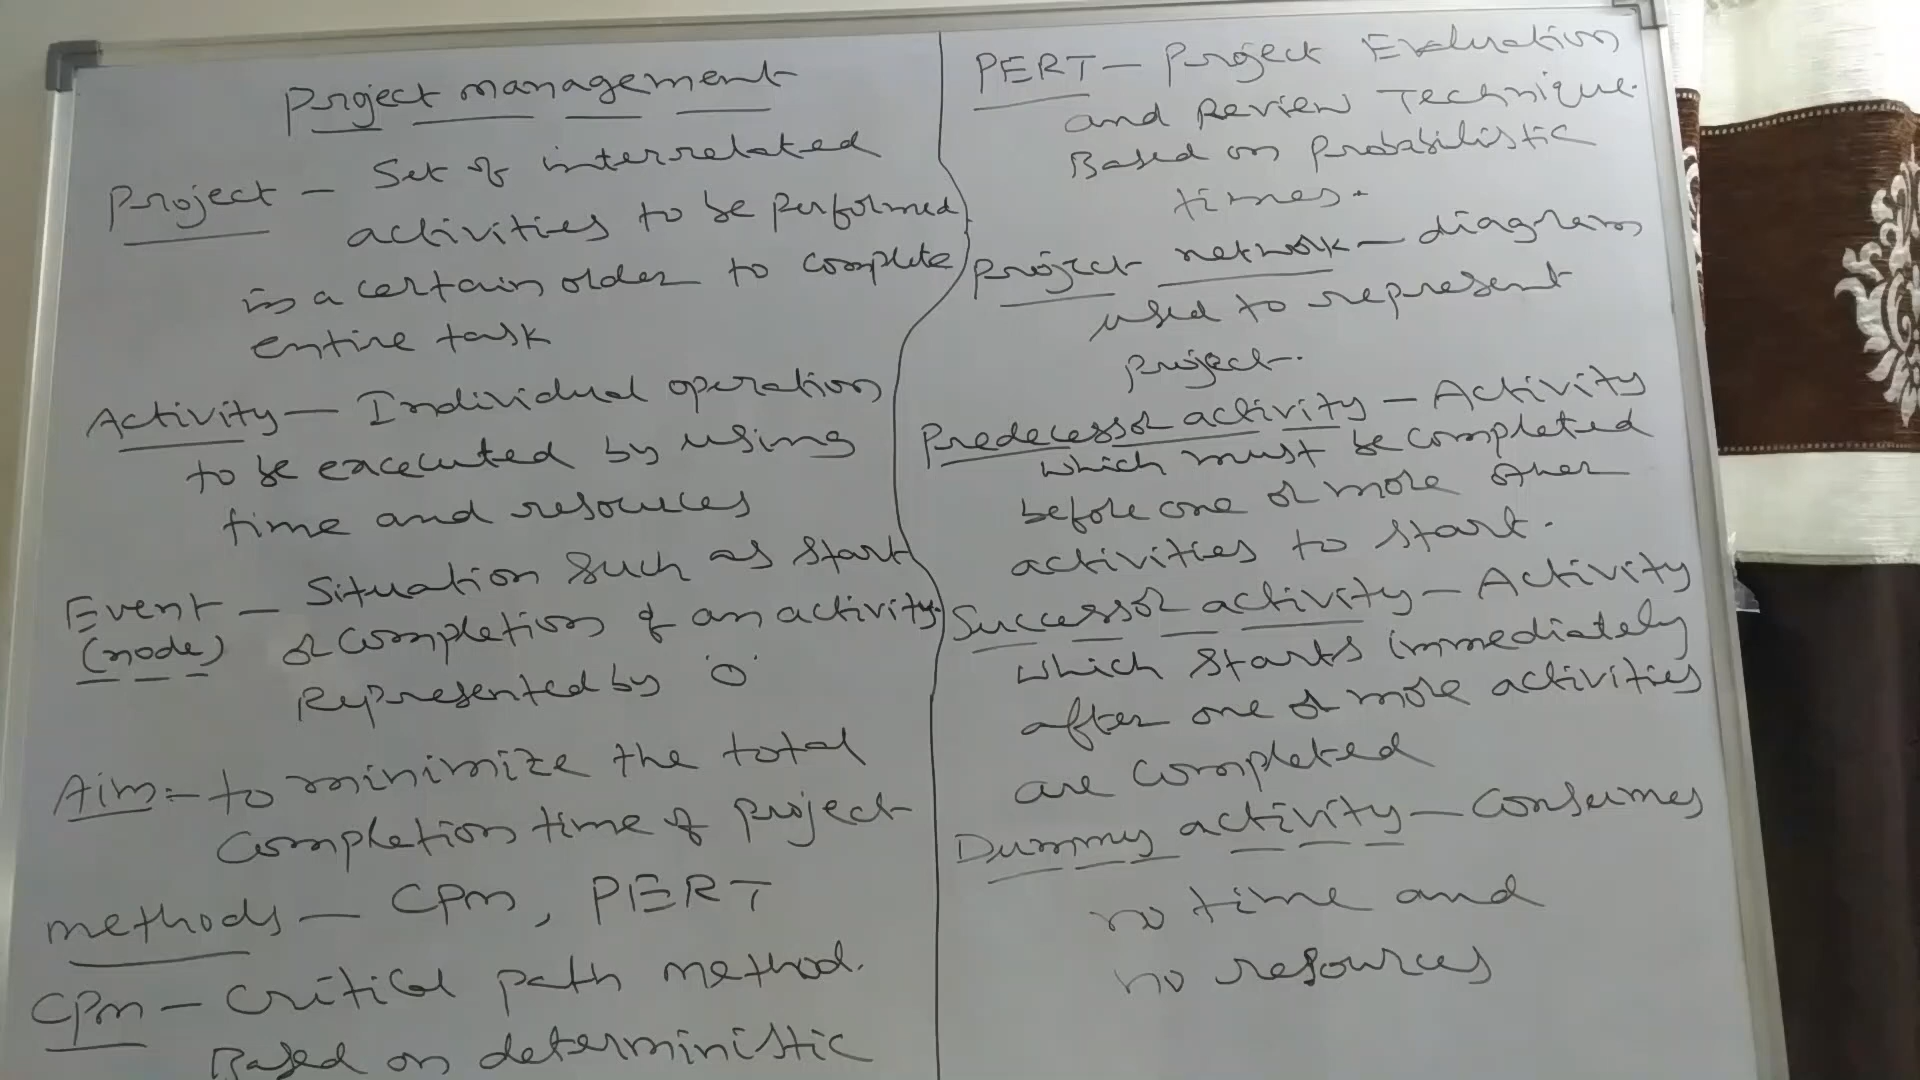 Project management
Project - Set of interrelated
activities to be performed
in a certain order to complete
entire task
Activity - Individual operation
to be excecuted by using
time and resources
Event - Situation such as start
(node) or completion of an activity.
Represented by 'O'
Aim:- to minimize the total
completion time of project
methods - CPM, PERT
CPM - Critical path method.
Based on deterministic
PERT - Project Evaluation
and Review Technique.
Based on Probabilistic
times.
Project network - diagram
used to represent
project.
Predecessor activity - Activity
which must be completed
before one or more other
activities to start.
Successor activity - Activity
which starts immediately
after one or more activities
are completed
Dummy activity - Consumes
no time and
no resources